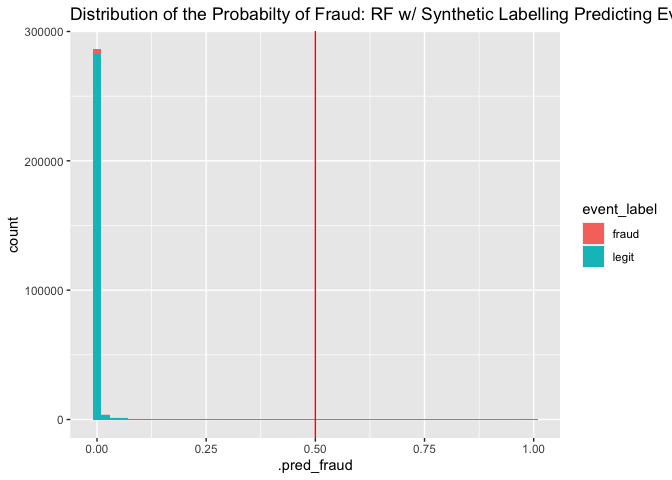 Distribution of the Probabilty of Fraud: RF w/ Synthetic Labelling Predicting Ev
300000
200000
100000
0
count
0.00 0.25 0.50 0.75 1.00
.pred_fraud
event_label
fraud
legit